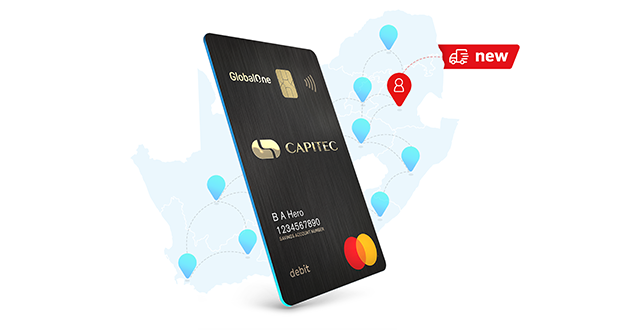 GlobalOne
new
CAPITEC
B A Hero
1234567890
SAVINGS ACCOUNT NUMBER
debit